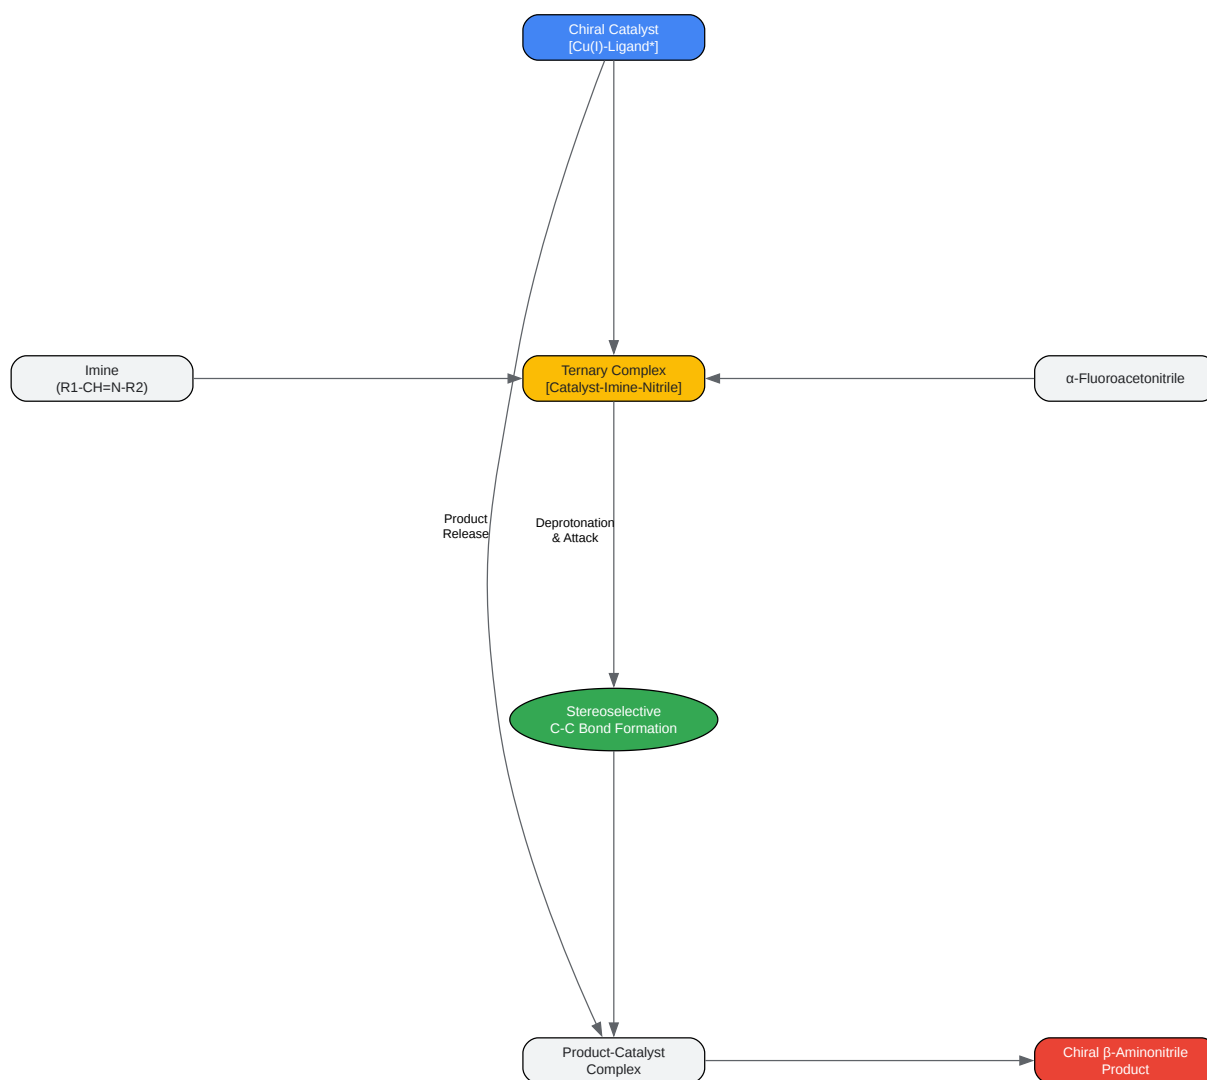 Chiral Catalyst
[Cu(I)-Ligand*]
Imine
(R1-CH=N-R2)
Ternary Complex
[Catalyst-Imine-Nitrile]
α-Fluoroacetonitrile
Product
Release
Deprotonation
& Attack
Stereoselective
C-C Bond Formation
Product-Catalyst
Complex
Chiral β-Aminonitrile
Product